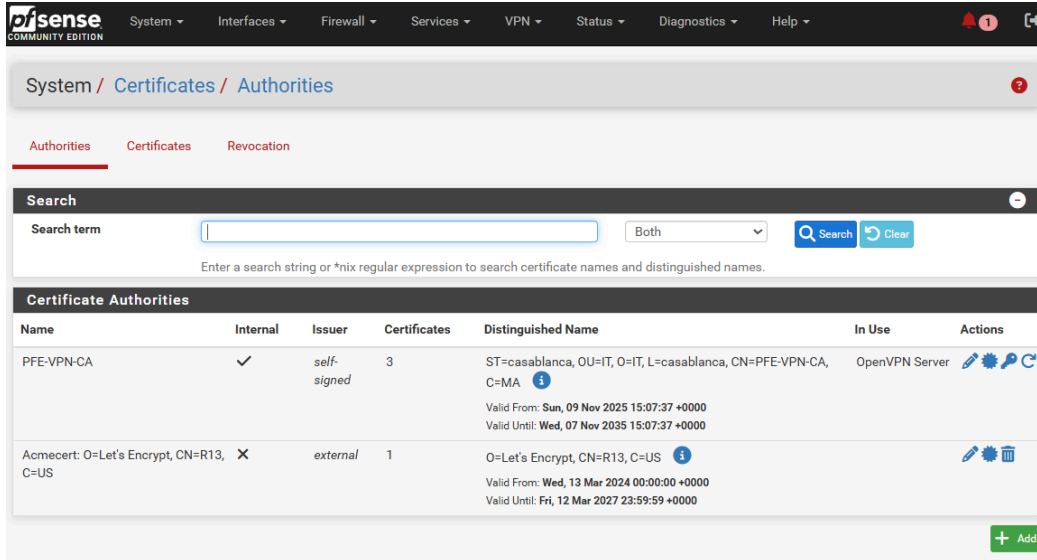 pfsense System Interfaces Firewall Services VPN Status Diagnostics Help 1
COMMUNITY EDITION
System / Certificates / Authorities
Authorities Certificates Revocation
Search
Search term Both Search Clear
Enter a search string or *nix regular expression to search certificate names and distinguished names.
Certificate Authorities
Name Internal Issuer Certificates Distinguished Name In Use Actions
PFE-VPN-CA self-signed 3 ST=casablanca, OU=IT, O=IT, L=casablanca, CN=PFE-VPN-CA, OpenVPN Server
C=MA
Valid From: Sun, 09 Nov 2025 15:07:37 +0000
Valid Until: Wed, 07 Nov 2035 15:07:37 +0000
Acmecert: O=Let's Encrypt, CN=R13, external 1 O=Let's Encrypt, CN=R13, C=US
C=US
Valid From: Wed, 13 Mar 2024 00:00:00 +0000
Valid Until: Fri, 12 Mar 2027 23:59:59 +0000
Add